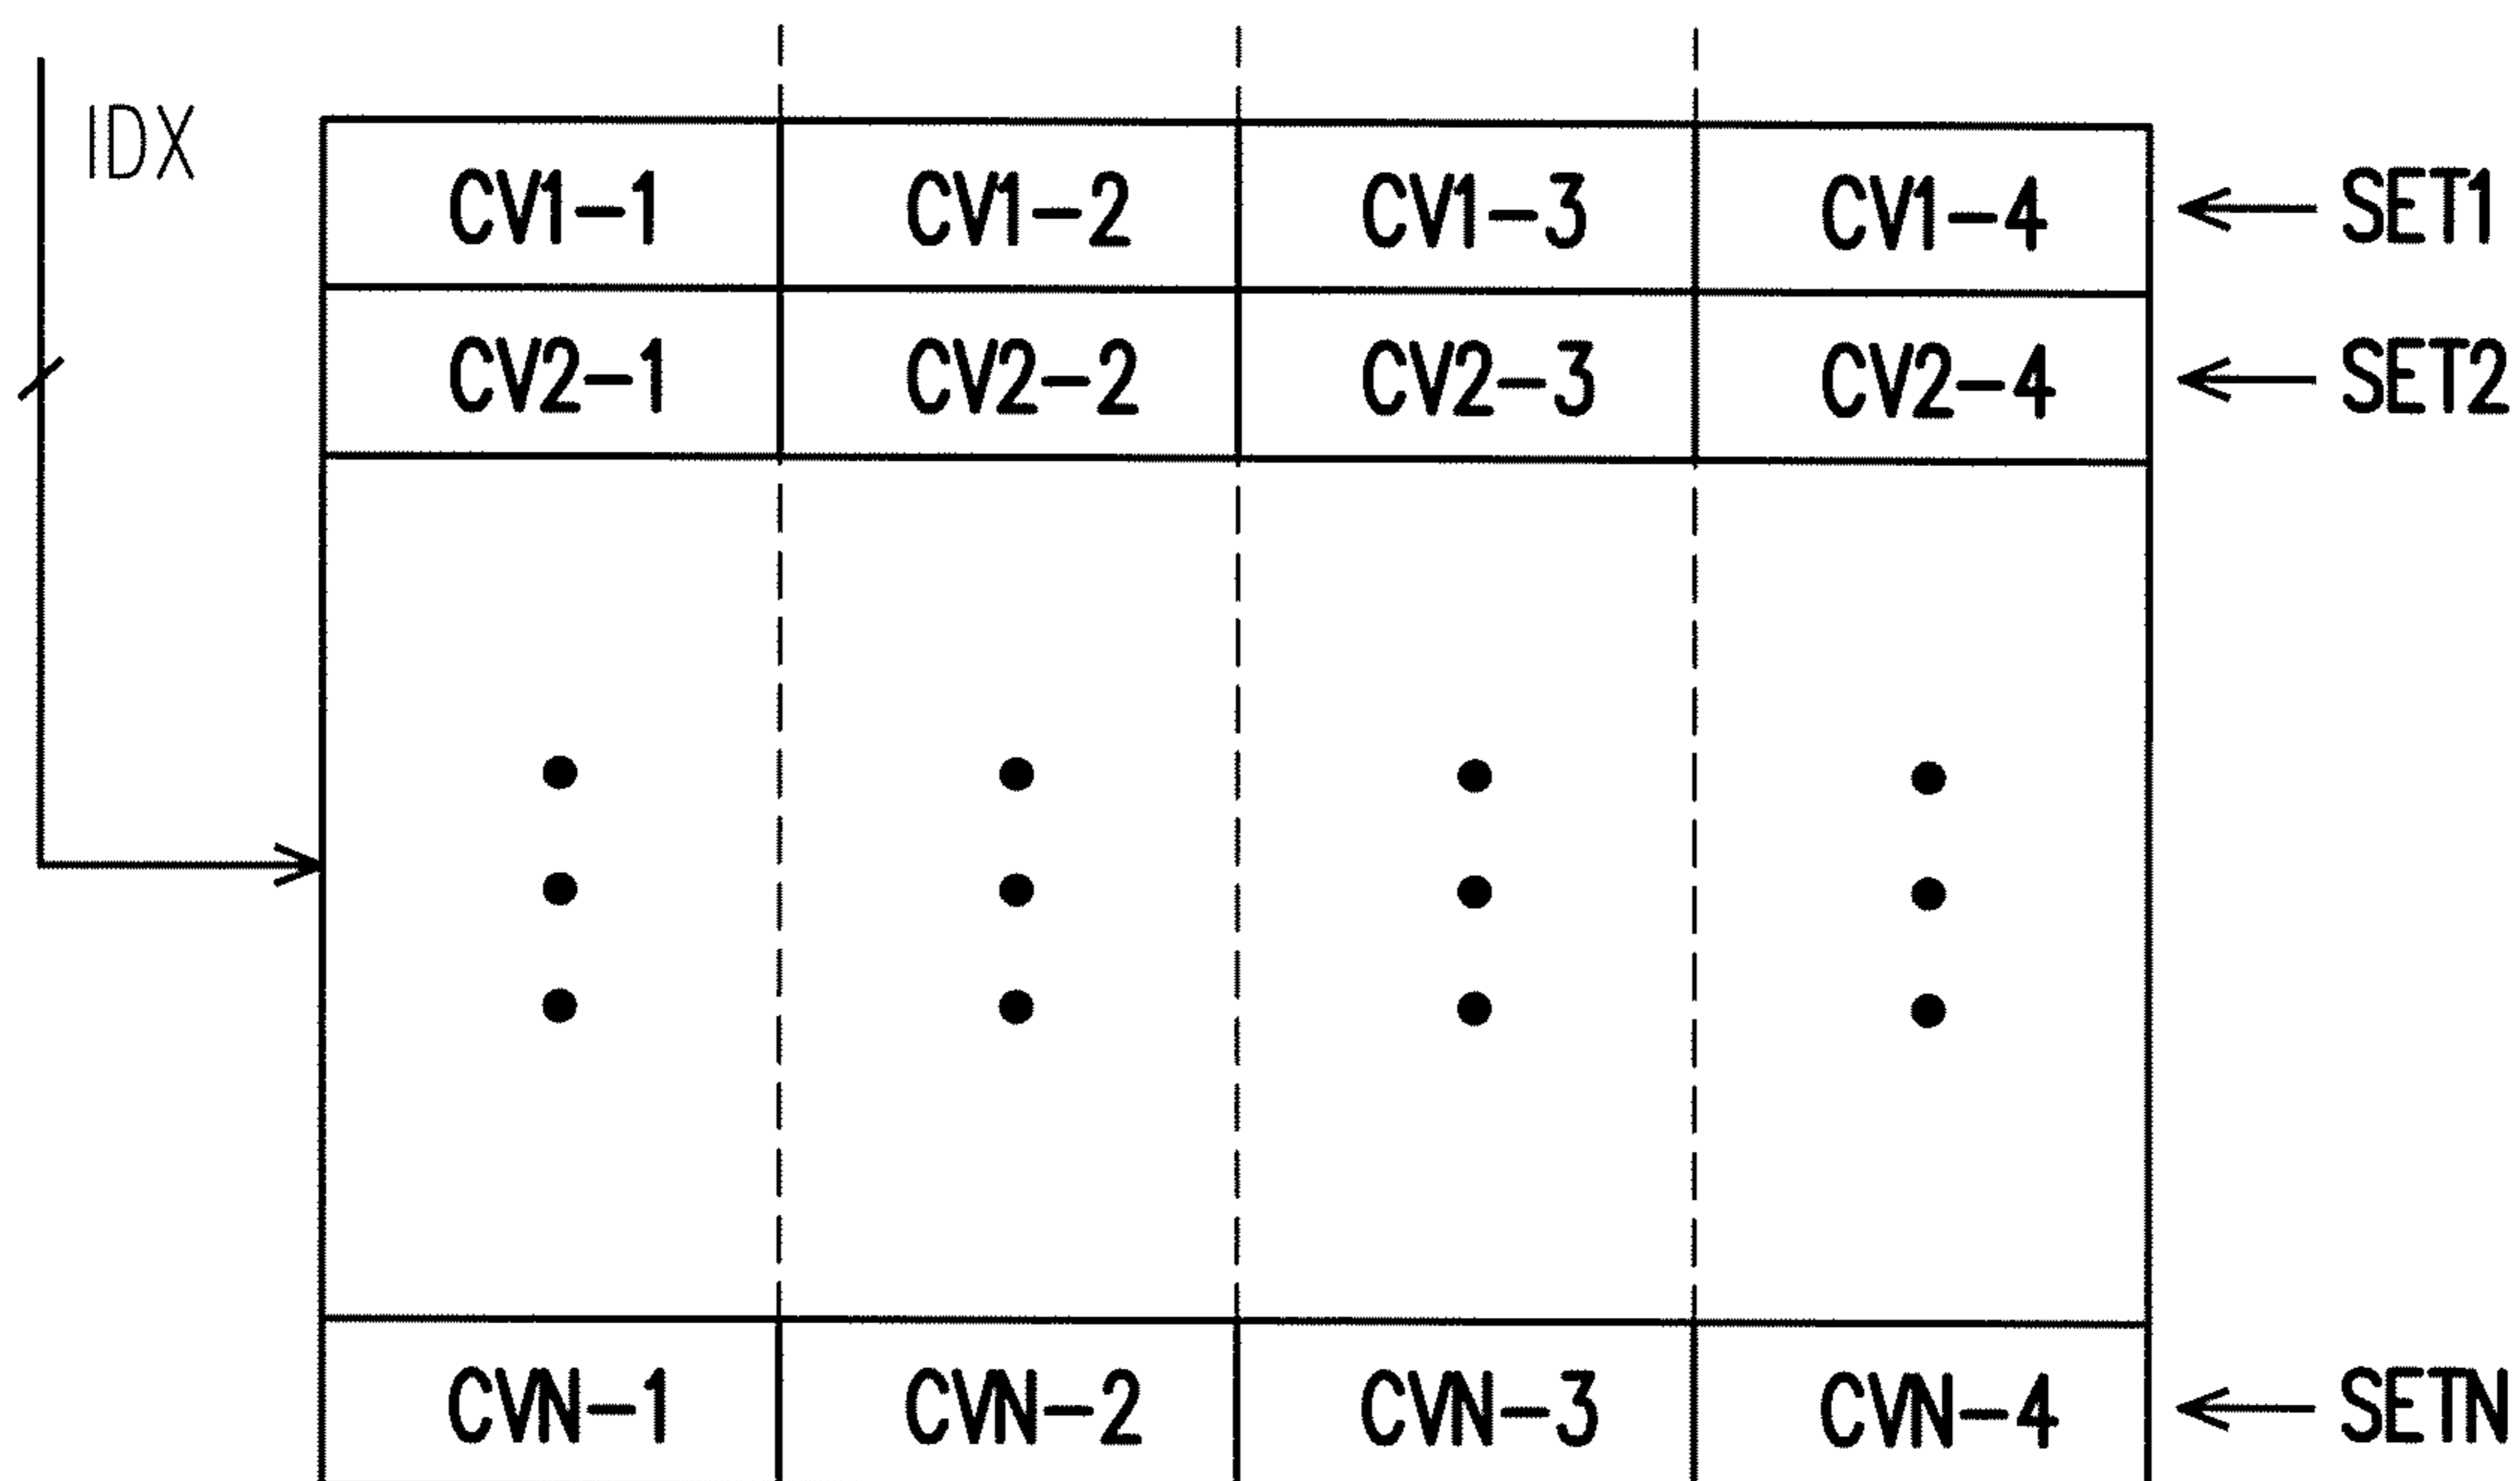 IDX
CV1-1 CV1-2 CV1-3 CV1-4 SET1
CV2-1 CV2-2 CV2-3 CV2-4 SET2
CVN-1 CVN-2 CVN-3 CVN-4 SETN